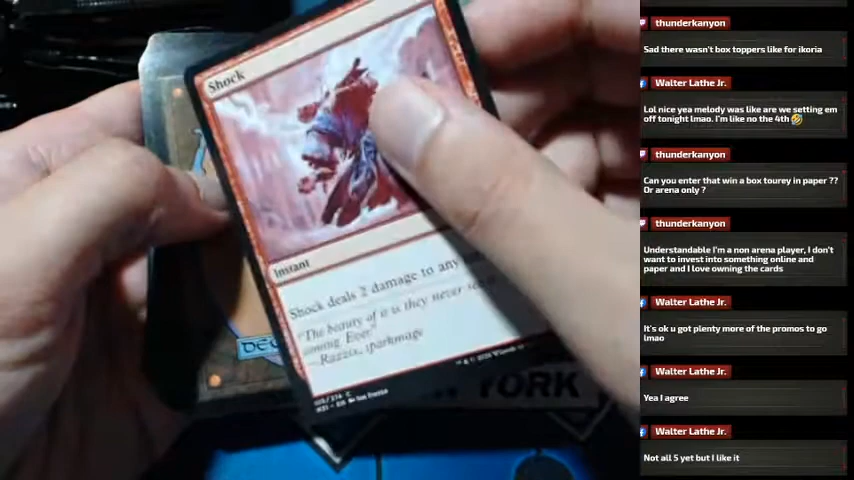 Shock
Instant
Shock deals 2 damage to any
"The beauty of it is they never see it
coming. Ever."
—Razzix, sparkmage
YORK
thunderkanyon
Sad there wasn't box toppers like for ikoria
Walter Lathe Jr.
Lol nice yea melody was like are we setting em
off tonight lmao. I'm like no the 4th 🤣
thunderkanyon
Can you enter that win a box tourey in paper ??
Or arena only ?
thunderkanyon
Understandable I'm a non arena player, I don't
want to invest into something online and
paper and I love owning the cards
Walter Lathe Jr.
It's ok u got plenty more of the promos to go
lmao
Walter Lathe Jr.
Yea I agree
Walter Lathe Jr.
Not all 5 yet but I like it